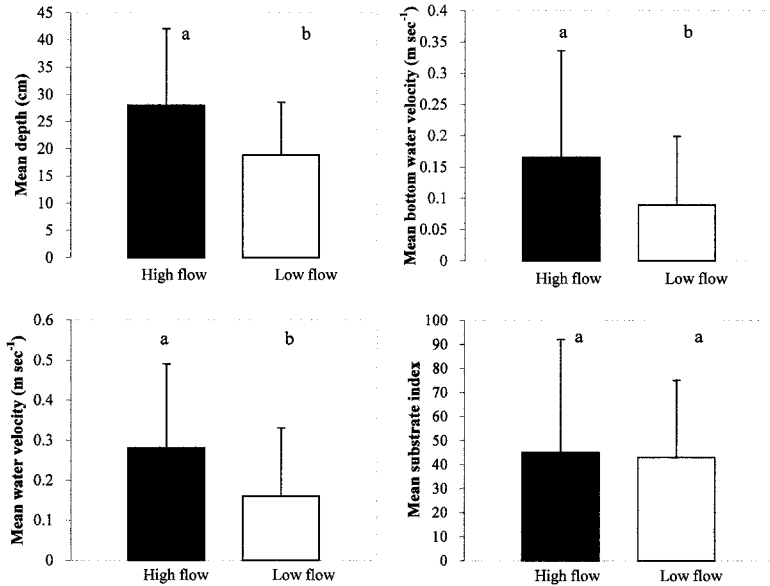 Mean depth (cm)
45
40
35
30
25
20
15
10
5
0
a
b
High flow
Low flow
Mean bottom water velocity (m sec⁻¹)
0.4
0.35
0.3
0.25
0.2
0.15
0.1
0.05
0
a
b
High flow
Low flow
Mean water velocity (m sec⁻¹)
0.6
0.5
0.4
0.3
0.2
0.1
0
a
b
High flow
Low flow
Mean substrate index
100
90
80
70
60
50
40
30
20
10
0
a
a
High flow
Low flow